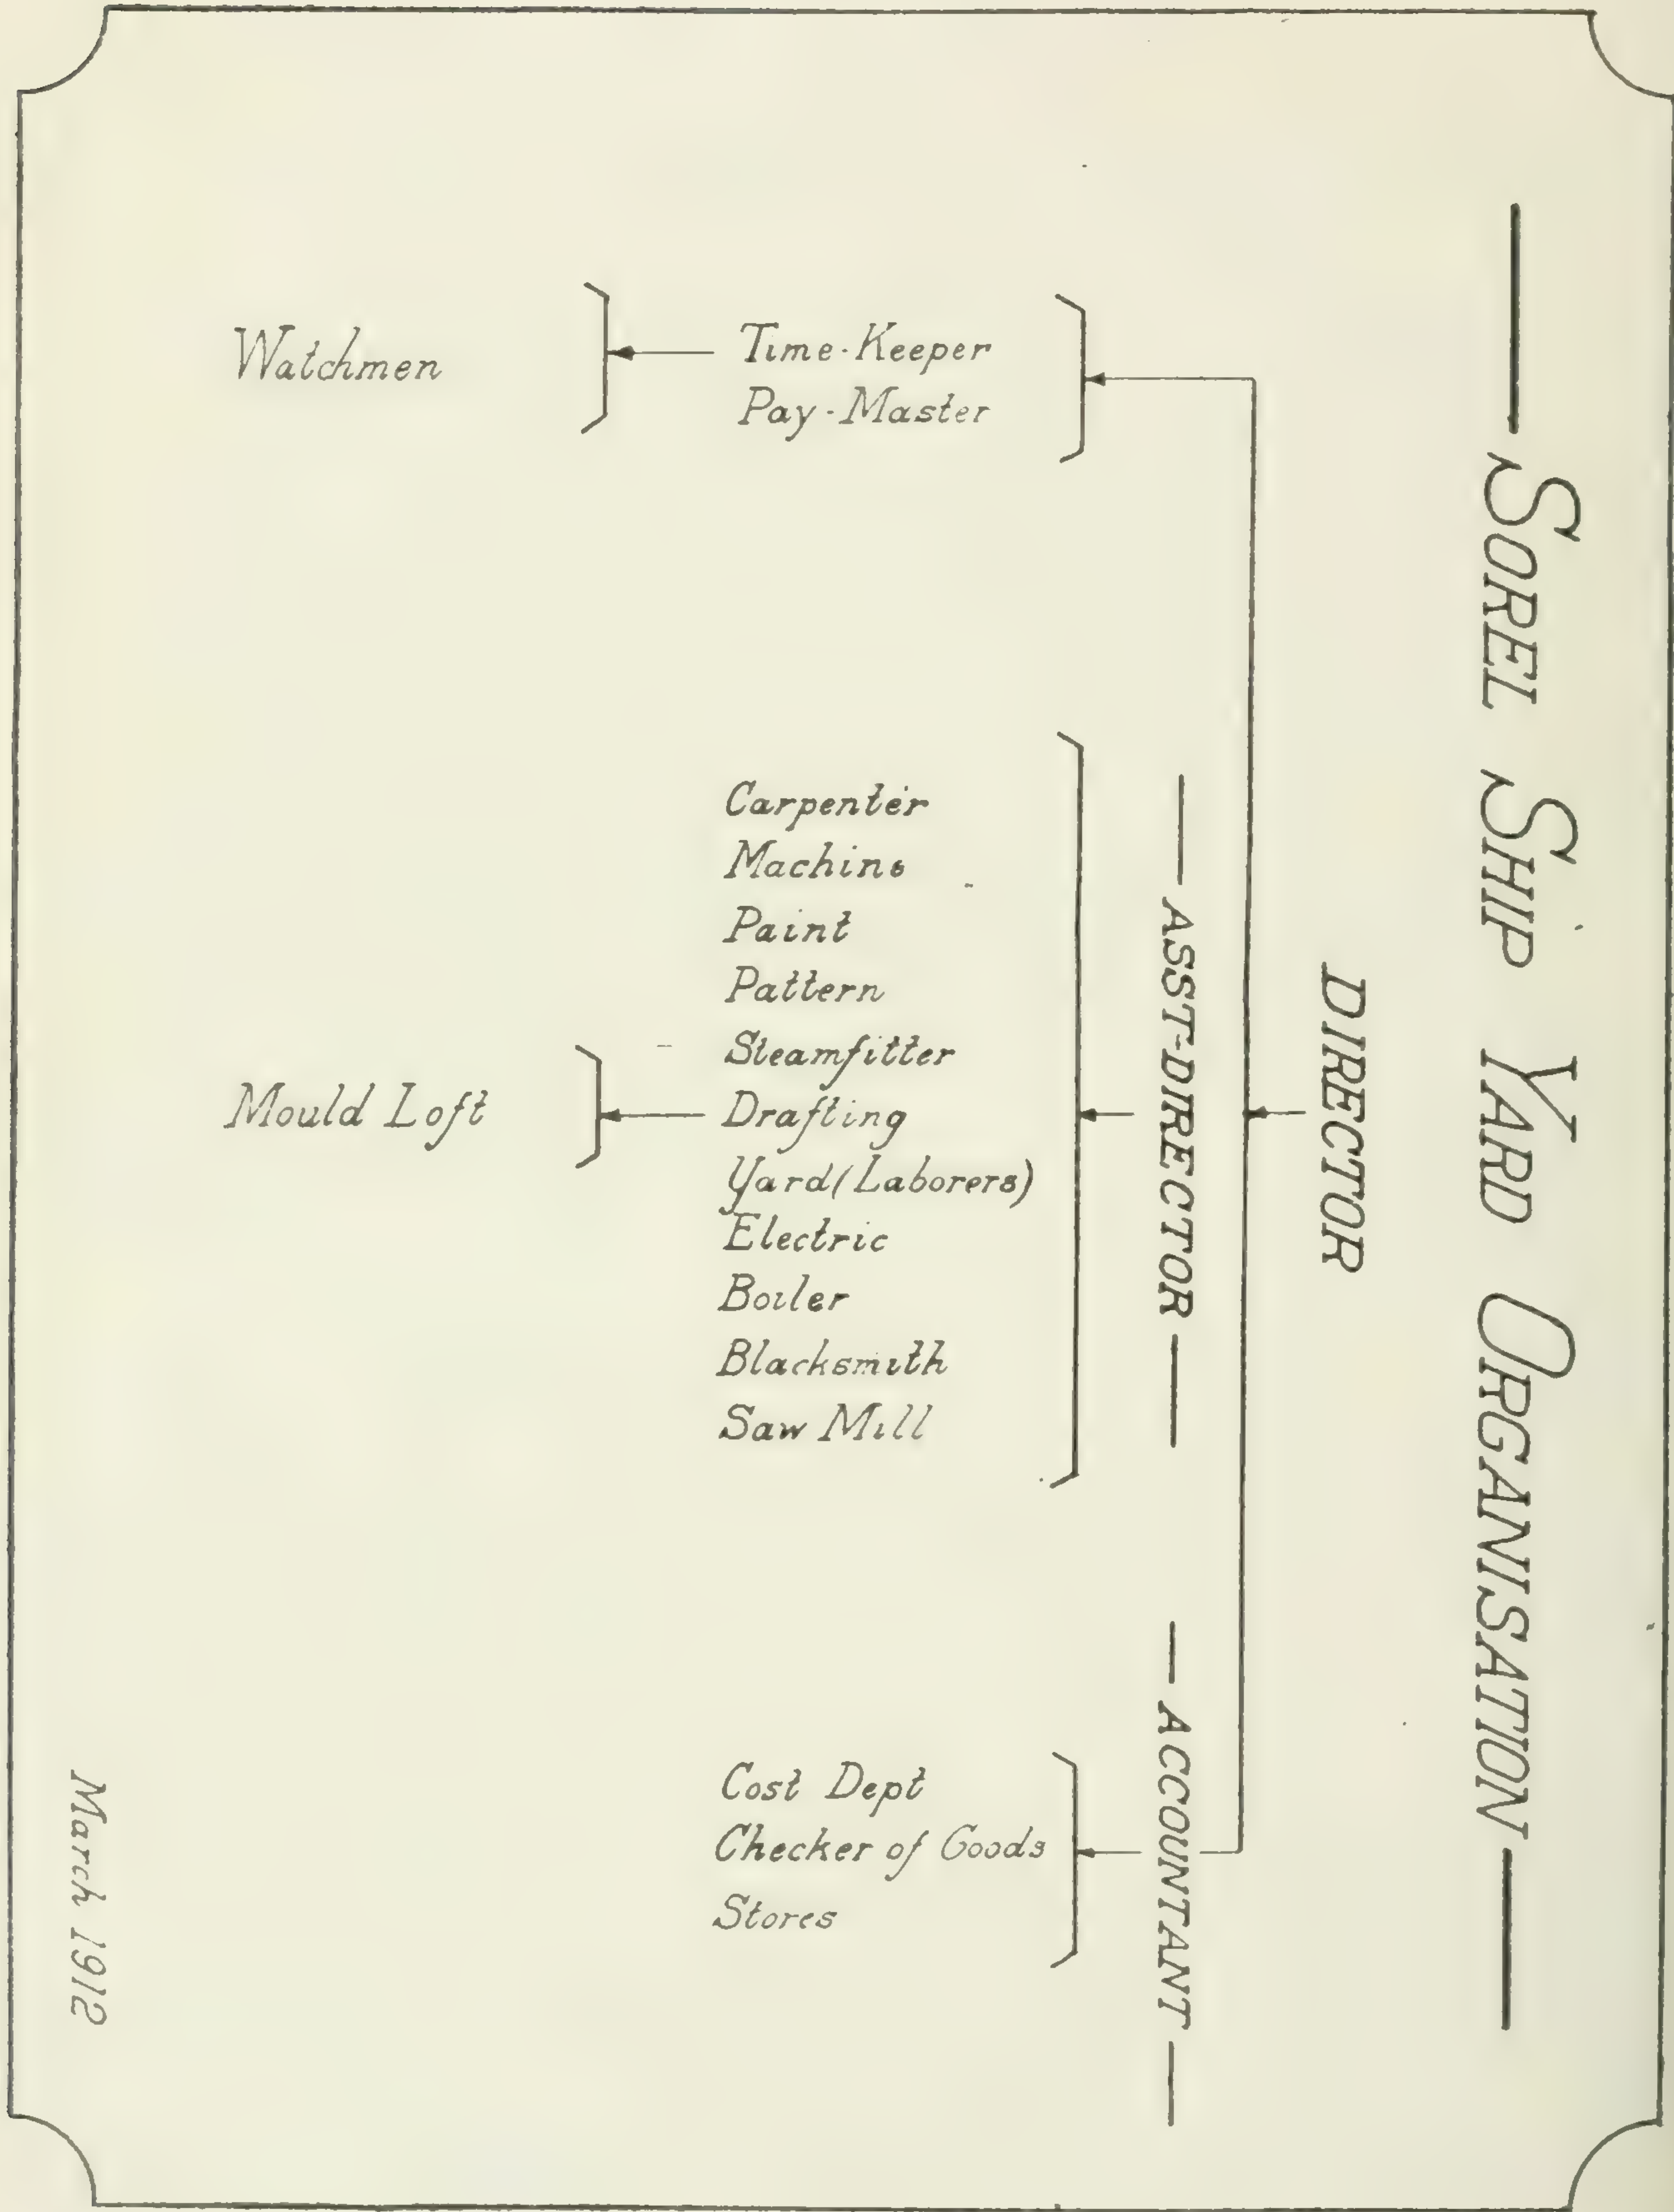 SOREL SHIP YARD ORGANISATION
DIRECTOR
ASST-DIRECTOR
ACCOUNTANT
Time-Keeper
Pay-Master
Watchmen
Carpenter
Machine
Paint
Pattern
Steamfitter
Drafting
Yard (Laborers)
Electric
Boiler
Blacksmith
Saw Mill
Mould Loft
Cost Dept
Checker of Goods
Stores
March 1912